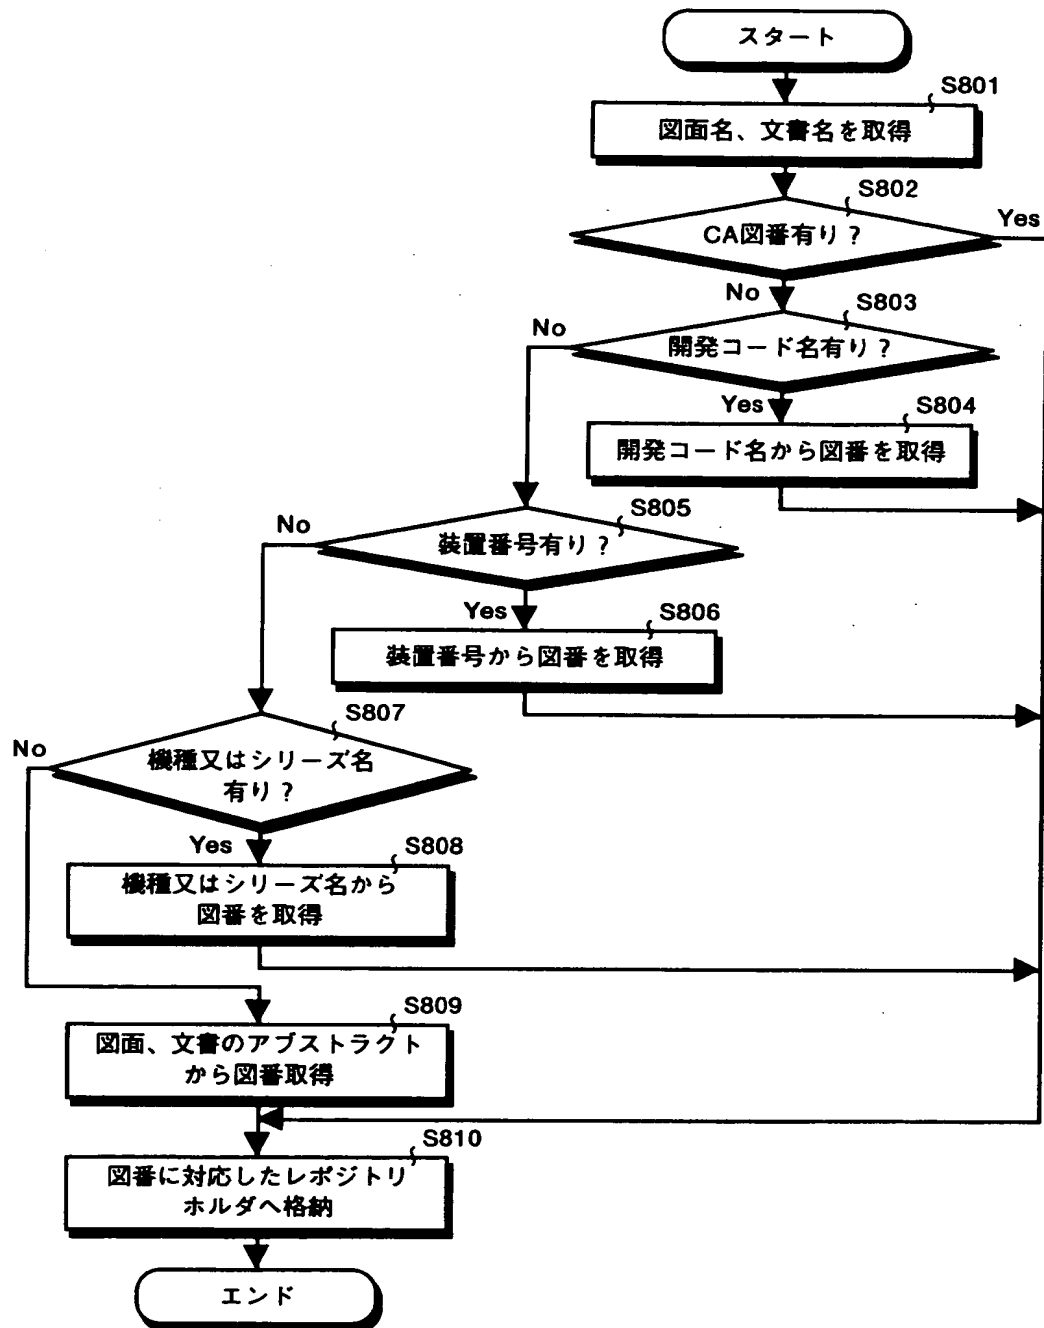 スタート
S801
図面名、文書名を取得
S802
CA図番有り？
Yes
No
S803
開発コード名有り？
No
Yes
S804
開発コード名から図番を取得
S805
装置番号有り？
No
Yes
S806
装置番号から図番を取得
S807
機種又はシリーズ名
有り？
No
Yes
S808
機種又はシリーズ名から
図番を取得
S809
図面、文書のアブストラクト
から図番取得
S810
図番に対応したレポジトリ
ホルダへ格納
エンド